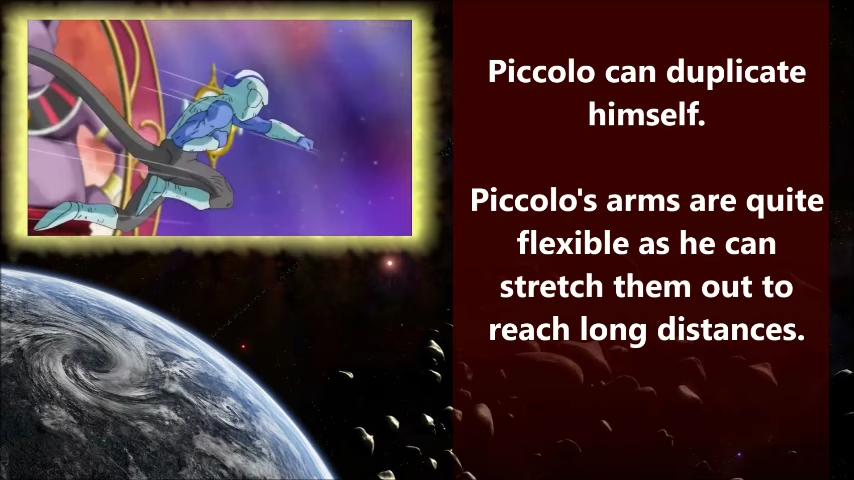 Piccolo can duplicate
himself.
Piccolo's arms are quite
flexible as he can
stretch them out to
reach long distances.